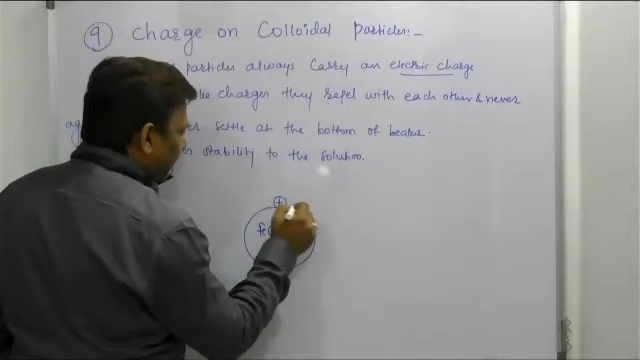 9 Charge on Colloidal Particles:-
particles always carry an electric charge
charges they repel with each other & never
settle at the bottom of beaker.
stability to the solution.
+
fe